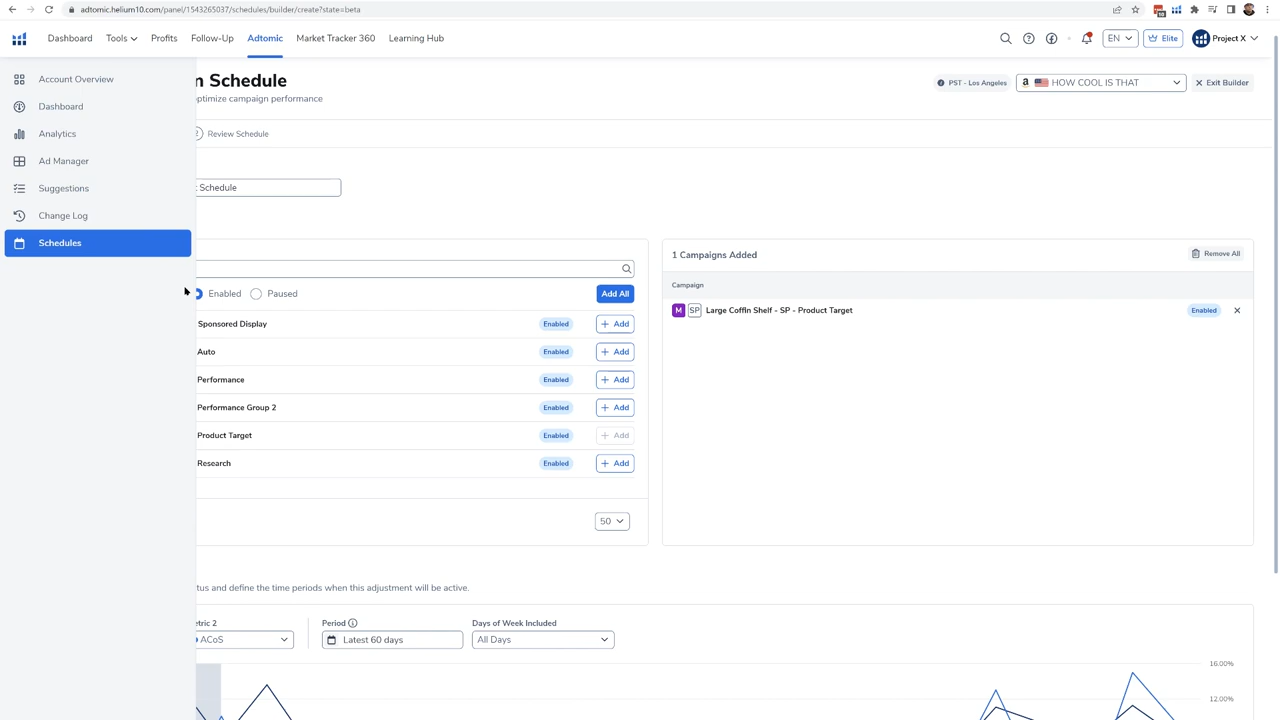 adtomic.helium10.com/panel/1543265037/schedules/builder/create?state=beta
Dashboard
Tools
Profits
Follow-Up
Adtomic
Market Tracker 360
Learning Hub
EN
Elite
Project X
Account Overview
Dashboard
Analytics
Ad Manager
Suggestions
Change Log
Schedules
n Schedule
optimize campaign performance
PST - Los Angeles
HOW COOL IS THAT
Exit Builder
2 Review Schedule
Schedule
Enabled
Paused
Add All
Sponsored Display Enabled + Add
Auto Enabled + Add
Performance Enabled + Add
Performance Group 2 Enabled + Add
Product Target Enabled + Add
Research Enabled + Add
50
1 Campaigns Added
Remove All
Campaign
M SP Large Coffin Shelf - SP - Product Target Enabled
tus and define the time periods when this adjustment will be active.
tric 2
ACoS
Period
Latest 60 days
Days of Week Included
All Days
16.00%
12.00%